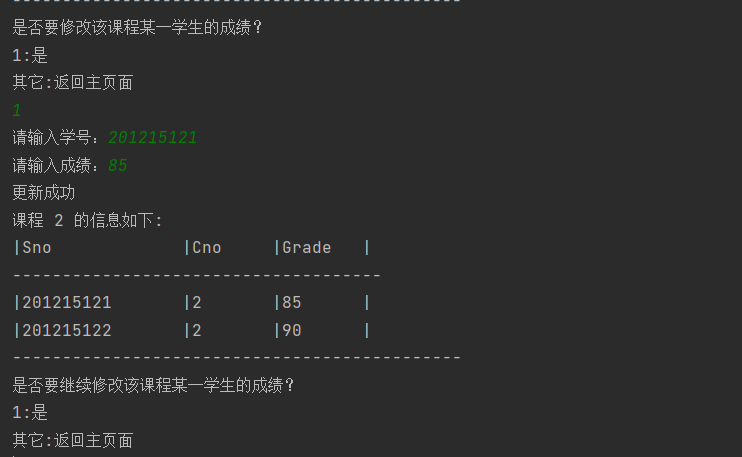 ---------------------------------------------
是否要修改该课程某一学生的成绩？
1:是
其它:返回主页面
1
请输入学号：201215121
请输入成绩：85
更新成功
课程 2 的信息如下:
|Sno             |Cno     |Grade   |
-------------------------------------
|201215121       |2       |85      |
|201215122       |2       |90      |
---------------------------------------------
是否要继续修改该课程某一学生的成绩？
1:是
其它:返回主页面